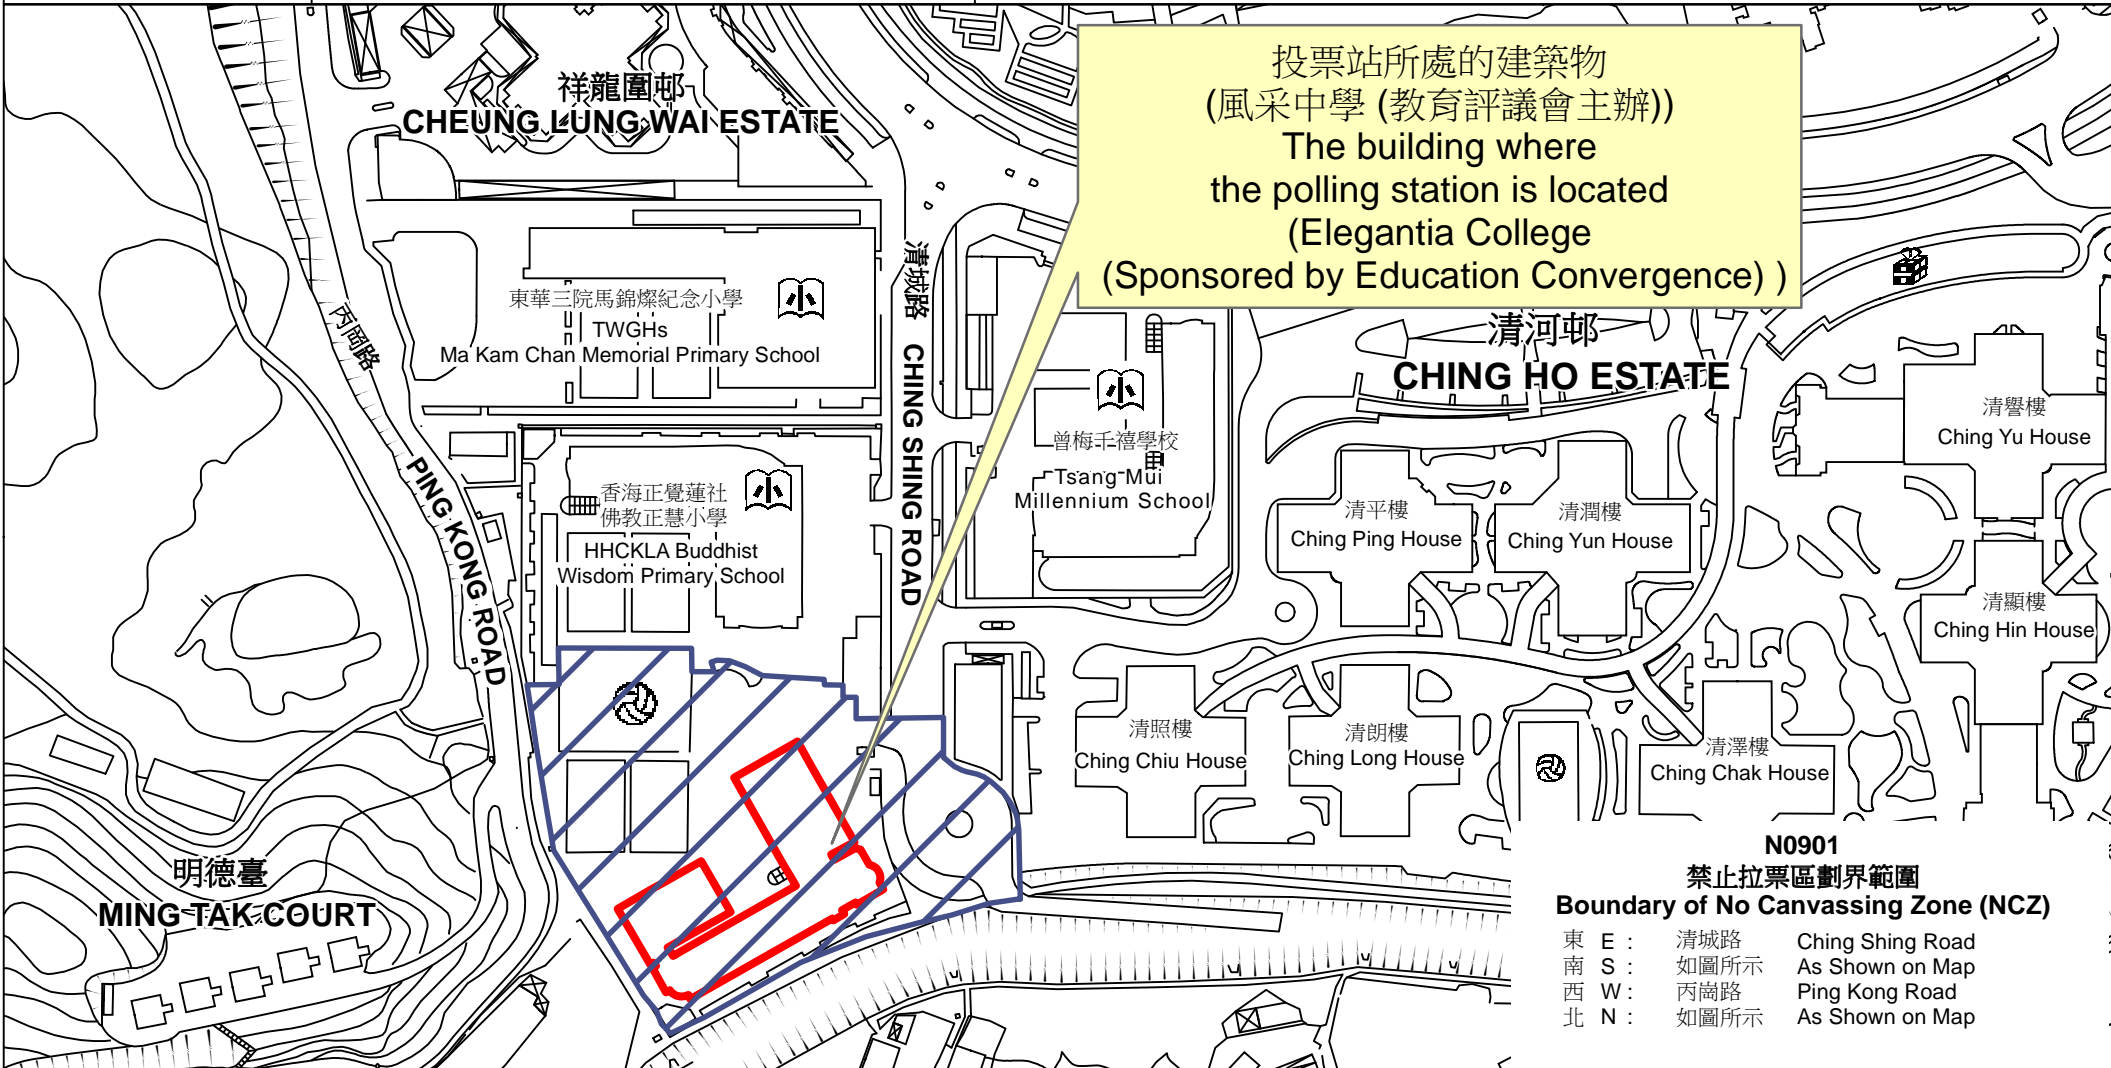 投票站所處的建築物
(風采中學 (教育評議會主辦))
The building where
the polling station is located
(Elegantia College
(Sponsored by Education Convergence) )
祥龍圍邨
CHEUNG LUNG WAI ESTATE
東華三院馬錦燦紀念小學
TWGHs
Ma Kam Chan Memorial Primary School
小
丙崗路
PING KONG ROAD
清城路 CHING SHING ROAD
清河邨
CHING HO ESTATE
小
曾梅千禧學校
Tsang Mui
Millennium School
香海正覺蓮社
佛教正慧小學
小
HHCKLA Buddhist
Wisdom Primary School
清譽樓
Ching Yu House
清平樓
Ching Ping House
清潤樓
Ching Yun House
清顯樓
Ching Hin House
清照樓
Ching Chiu House
清朗樓
Ching Long House
清澤樓
Ching Chak House
明德臺
MING TAK COURT
N0901
禁止拉票區劃界範圍
Boundary of No Canvassing Zone (NCZ)
東 E : 清城路 Ching Shing Road
南 S : 如圖所示 As Shown on Map
西 W : 丙崗路 Ping Kong Road
北 N : 如圖所示 As Shown on Map